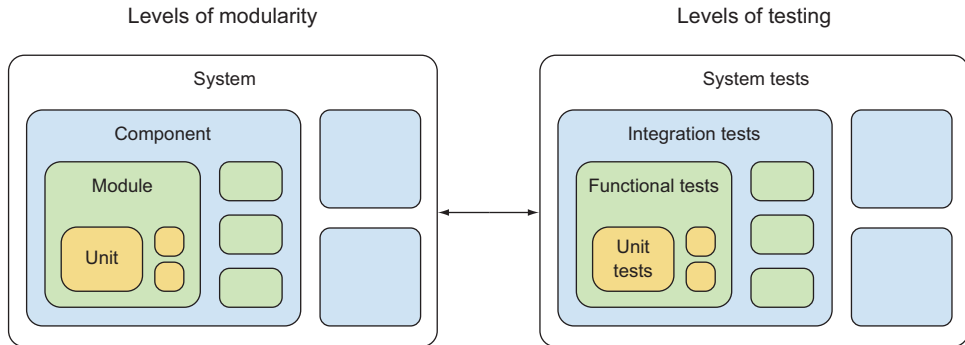 Levels of modularity
Levels of testing
System
System tests
Component
Integration tests
Module
Functional tests
Unit
Unit
tests